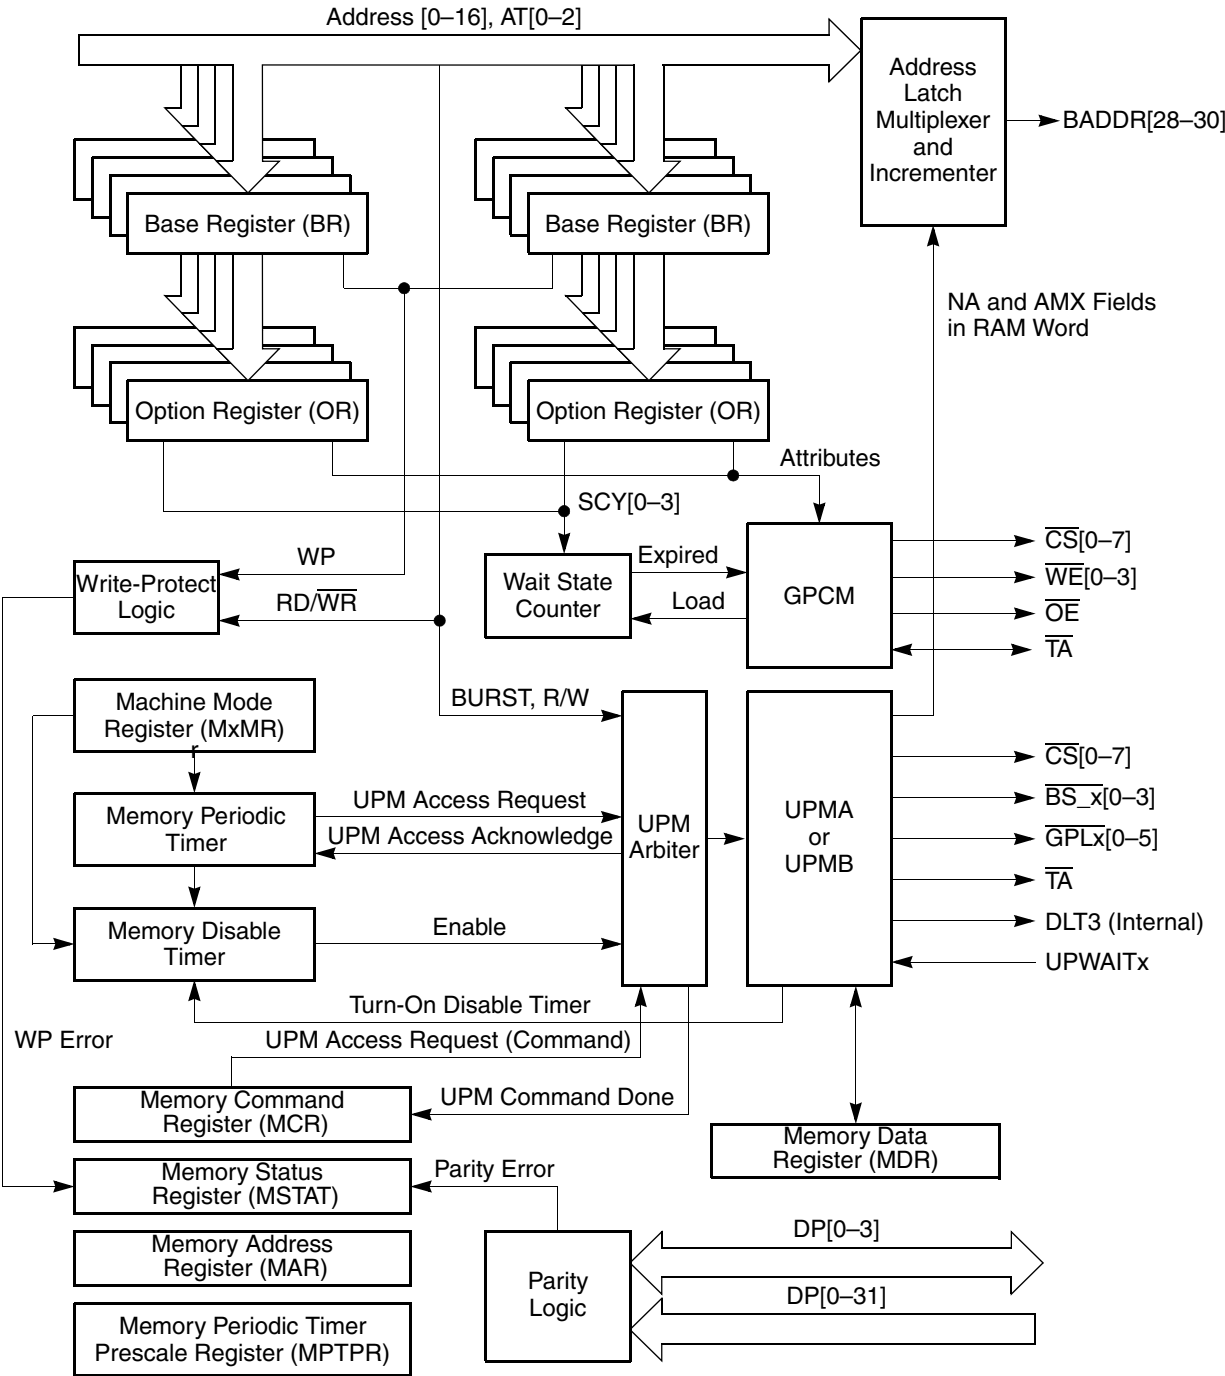 Address [0–16], AT[0–2]
Address
Latch
Multiplexer
and
Incrementer
BADDR[28–30]
Base Register (BR)
Base Register (BR)
NA and AMX Fields
in RAM Word
Option Register (OR)
Option Register (OR)
Attributes
SCY[0–3]
WP
Write-Protect
Logic
RD/WR
Wait State
Counter
Expired
Load
GPCM
CS[0–7]
WE[0–3]
OE
TA
Machine Mode
Register (MxMR)
r
BURST, R/W
Memory Periodic
Timer
UPM Access Request
UPM Access Acknowledge
UPM
Arbiter
UPMA
or
UPMB
CS[0–7]
BS_x[0–3]
GPLx[0–5]
TA
DLT3 (Internal)
UPWAITx
Memory Disable
Timer
Enable
Turn-On Disable Timer
WP Error
UPM Access Request (Command)
Memory Command
Register (MCR)
UPM Command Done
Memory Data
Register (MDR)
Memory Status
Register (MSTAT)
Parity Error
Memory Address
Register (MAR)
Parity
Logic
DP[0–3]
DP[0–31]
Memory Periodic Timer
Prescale Register (MPTPR)